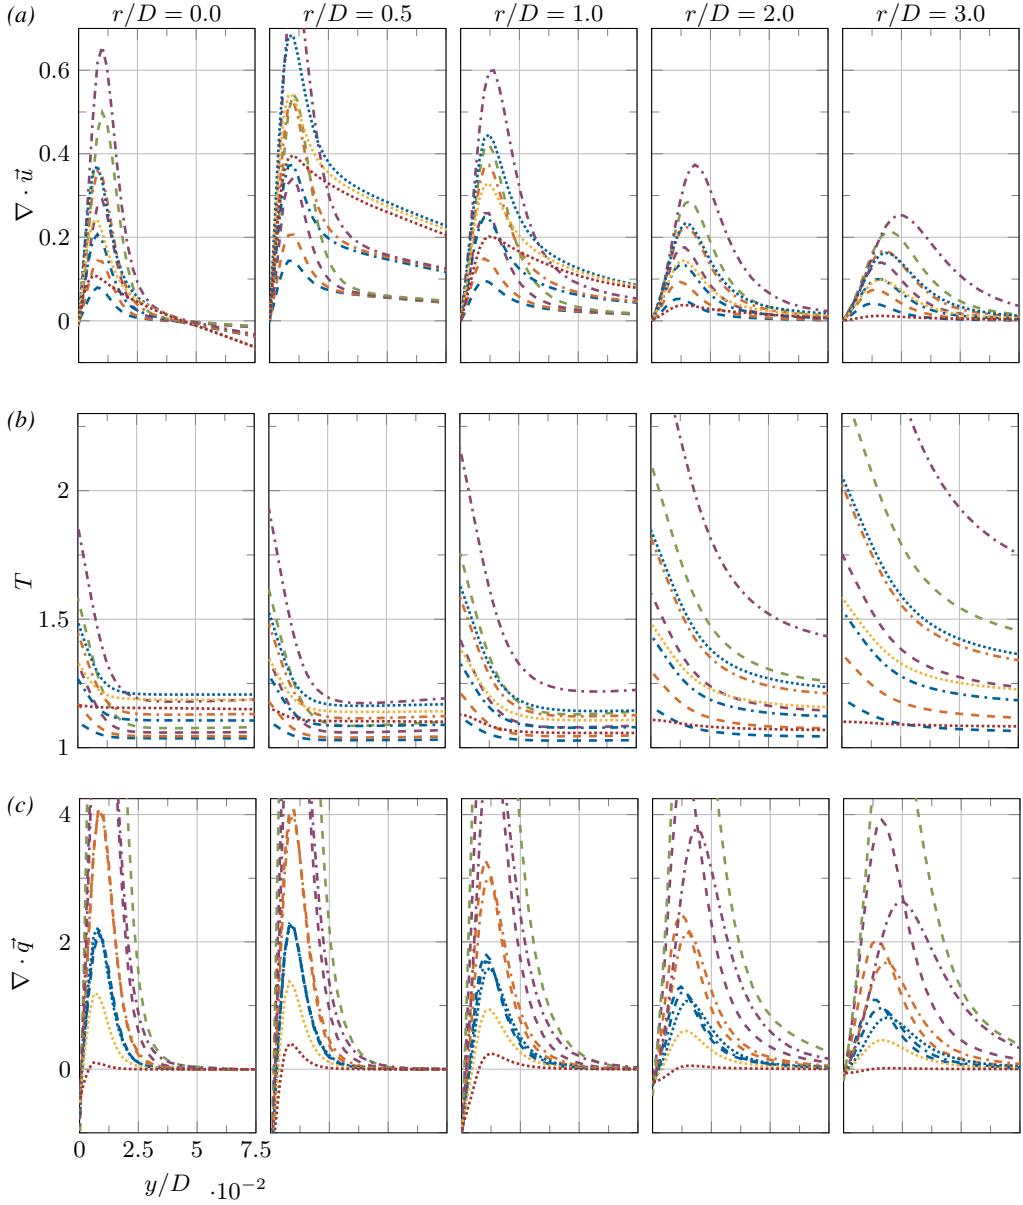 (a)
r/D = 0.0
r/D = 0.5
r/D = 1.0
r/D = 2.0
r/D = 3.0
0.6
0.4
0.2
0
∇ · u⃗
(b)
2
1.5
1
T
(c)
4
2
0
∇ · q⃗
0 2.5 5 7.5
y/D ·10⁻²